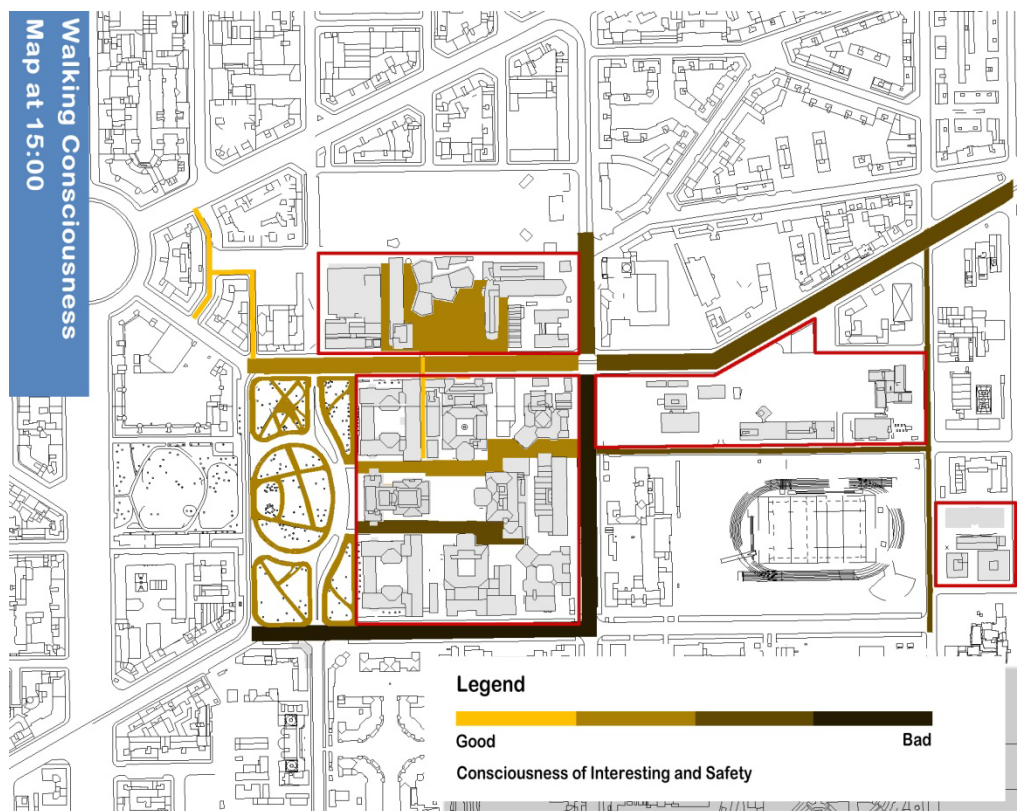 Walking Consciousness
Map at 15:00
Legend
Good
Bad
Consciousness of Interesting and Safety